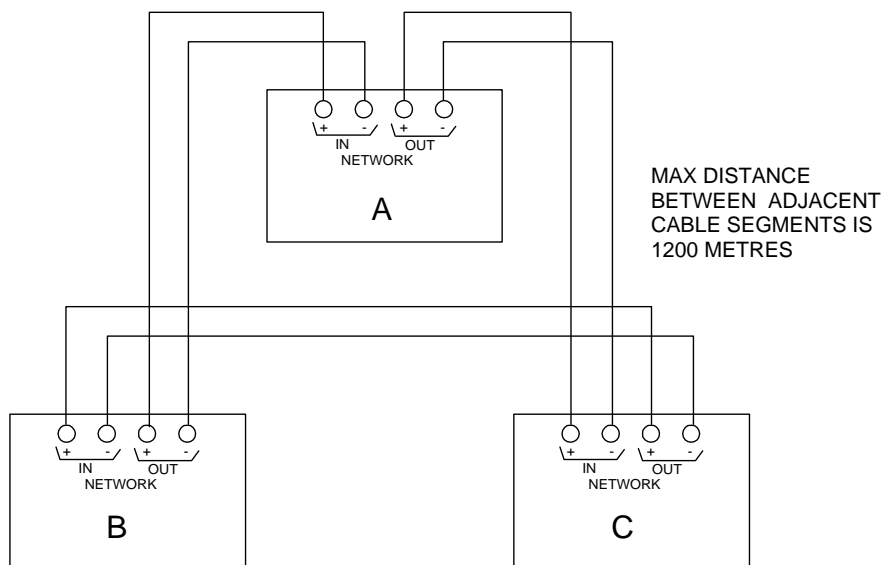 + - + -
IN OUT
NETWORK
A
MAX DISTANCE
BETWEEN ADJACENT
CABLE SEGMENTS IS
1200 METRES
+ - + -
IN OUT
NETWORK
B
+ - + -
IN OUT
NETWORK
C